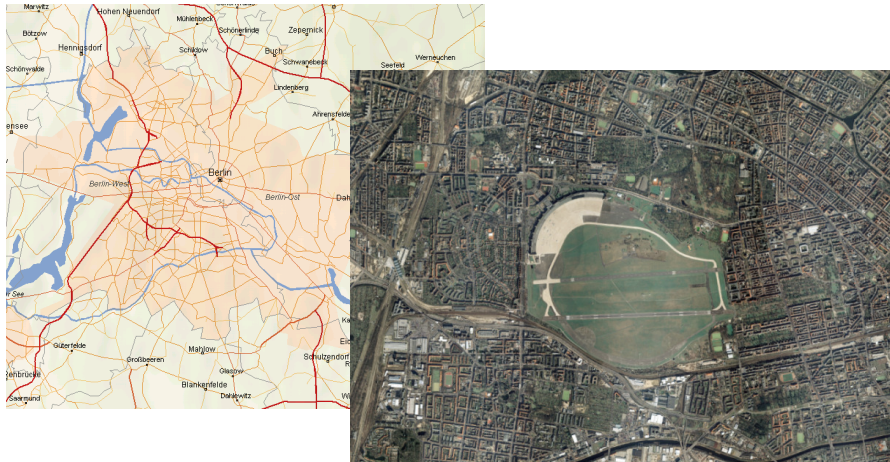 Marwitz
Hohen Neuendorf
Mühlenbeck
Schönerlinde
Zepernick
Bötzow
Hennigsdorf
Schildow
Buch
Werneuchen
Schönwalde
Schwanebeck
Seefeld
Lindenberg
Ahrensfelde
ensee
Berlin
Berlin-West
Berlin-Ost
Dah
er See
Güterfelde
Mahlow
Großbeeren
Schulzendorf
Glasow
Blankenfelde
Dahlewitz
Saarmund